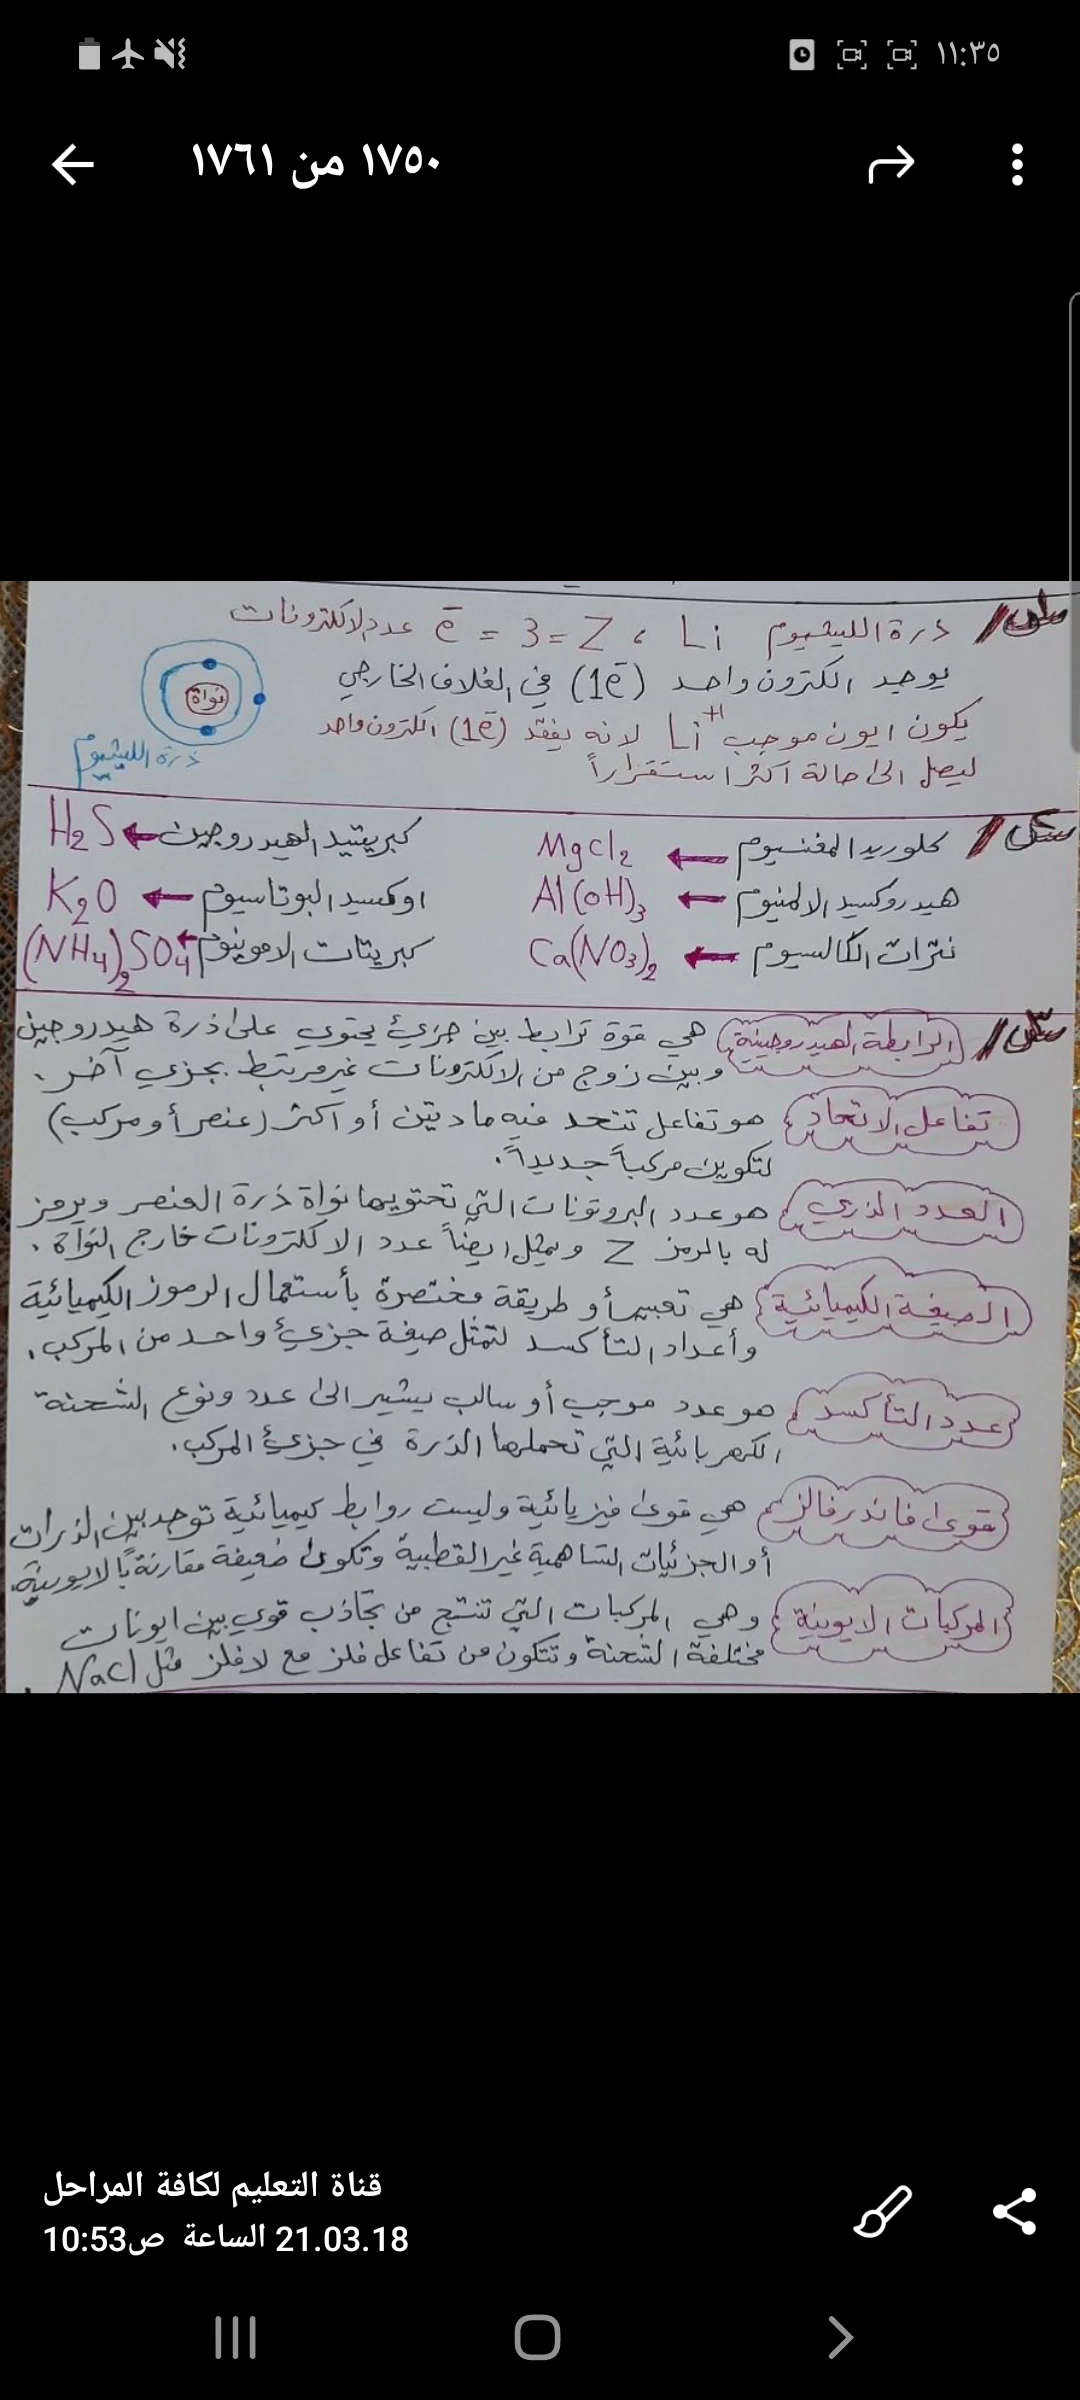 ١١:٣٥
١٧٥٠ من ١٧٦١
س١/ ذرة الليثيوم Li ، Z=3= ē عدد الالكترونات
يوجد الكترون واحد (1ē) في الغلاف الخارجي
يكون ايون موجب Li⁺¹ لانه يفقد (1ē) الكترون واحد
ليصل الى حالة اكثر استقراراً
نواة
ذرة الليثيوم
س٢/ كلوريد المغنسيوم ← MgCl₂ كبريتيد الهيدروجين ← H₂S
هيدروكسيد الالمنيوم ← Al(OH)₃ اوكسيد البوتاسيوم ← K₂O
نترات الكالسيوم ← Ca(NO₃)₂ كبريتات الامونيوم ← (NH₄)₂SO₄
س٣/ الرابطة الهيدروجينية هي قوة ترابط بين جزيء يحتوي على ذرة هيدروجين
وبين زوج من الالكترونات غير مرتبط بجزي آخر.
تفاعل الاتحاد هو تفاعل تتحد فيه مادتين أو اكثر (عنصر أو مركب)
لتكوين مركباً جديداً.
العدد الذري هو عدد البروتونات التي تحتويها نواة ذرة العنصر ويرمز
له بالرمز Z ويمثل ايضاً عدد الالكترونات خارج النواة.
الصيغة الكيميائية هي تعبير أو طريقة مختصرة بأستعمال الرموز الكيميائية
وأعداد التأكسد لتمثل صيغة جزيء واحد من المركب.
عدد التأكسد هو عدد موجب أو سالب يشير الى عدد ونوع الشحنة
الكهربائية التي تحملها الذرة في جزيء المركب.
قوى فاندرفالز هي قوى فيزيائية وليست روابط كيميائية توجد بين الذرات
أو الجزيئات التساهمية غير القطبية وتكون ضعيفة مقارنة بالايونية.
المركبات الايونية وهي المركبات التي تنتج من تجاذب قوي بين ايونات
مختلفة الشحنة وتتكون من تفاعل فلز مع لافلز مثل NaCl
قناة التعليم لكافة المراحل
21.03.18 الساعة 10:53ص